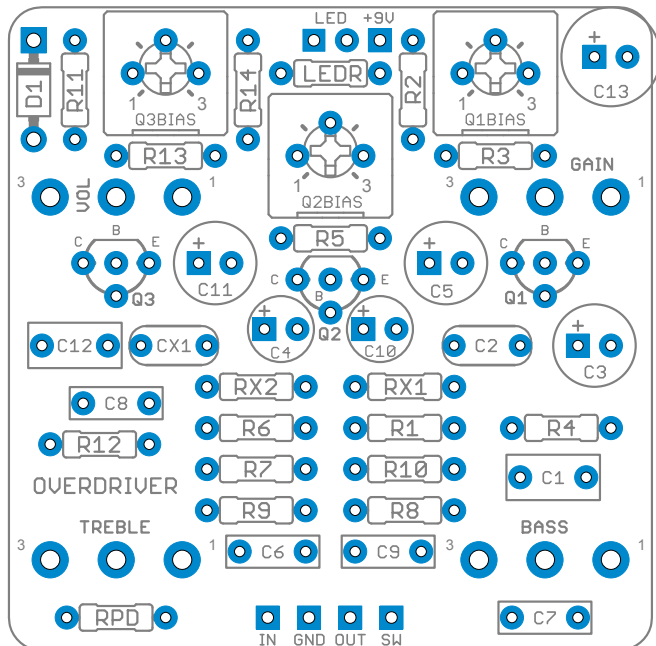 LED +9V
D1
R11
1 3
Q3BIAS
R14
LEDR
R2
1 3
Q1BIAS
+
C13
R13
1 3
Q2BIAS
R3
GAIN
3 VOL 1
3 1
R5
C B E
Q3
+
C11
C B E
Q2
+
C5
C B E
Q1
+
C4
+
C10
+
C3
C12
CX1
C2
C8
RX2
RX1
R12
R6
R1
R4
R7
R10
C1
OVERDRIVER
R9
R8
TREBLE
3 1
C6
C9
BASS
3 1
RPD
IN GND OUT SW
C7